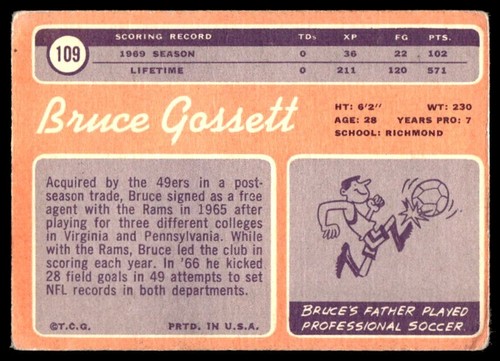 109
SCORING RECORD TDs XP FG PTS.
1969 SEASON 0 36 22 102
LIFETIME 0 211 120 571
Bruce Gossett
HT: 6'2" WT: 230
AGE: 28 YEARS PRO: 7
SCHOOL: RICHMOND
Acquired by the 49ers in a post-
season trade, Bruce signed as a free
agent with the Rams in 1965 after
playing for three different colleges
in Virginia and Pennsylvania. While
with the Rams, Bruce led the club in
scoring each year. In '66 he kicked
28 field goals in 49 attempts to set
NFL records in both departments.
©T.C.G. PRTD. IN U.S.A.
BRUCE'S FATHER PLAYED
PROFESSIONAL SOCCER.